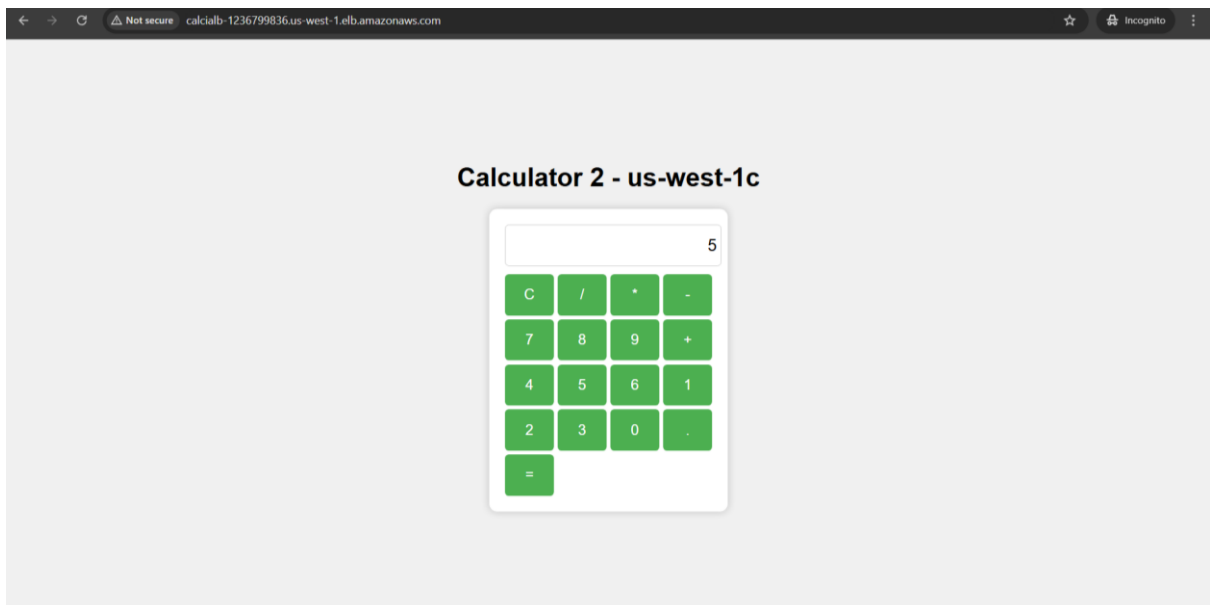 Not secure calcialb-1236799836.us-west-1.elb.amazonaws.com Incognito
Calculator 2 - us-west-1c
5
C / * -
7 8 9 +
4 5 6 1
2 3 0 .
=